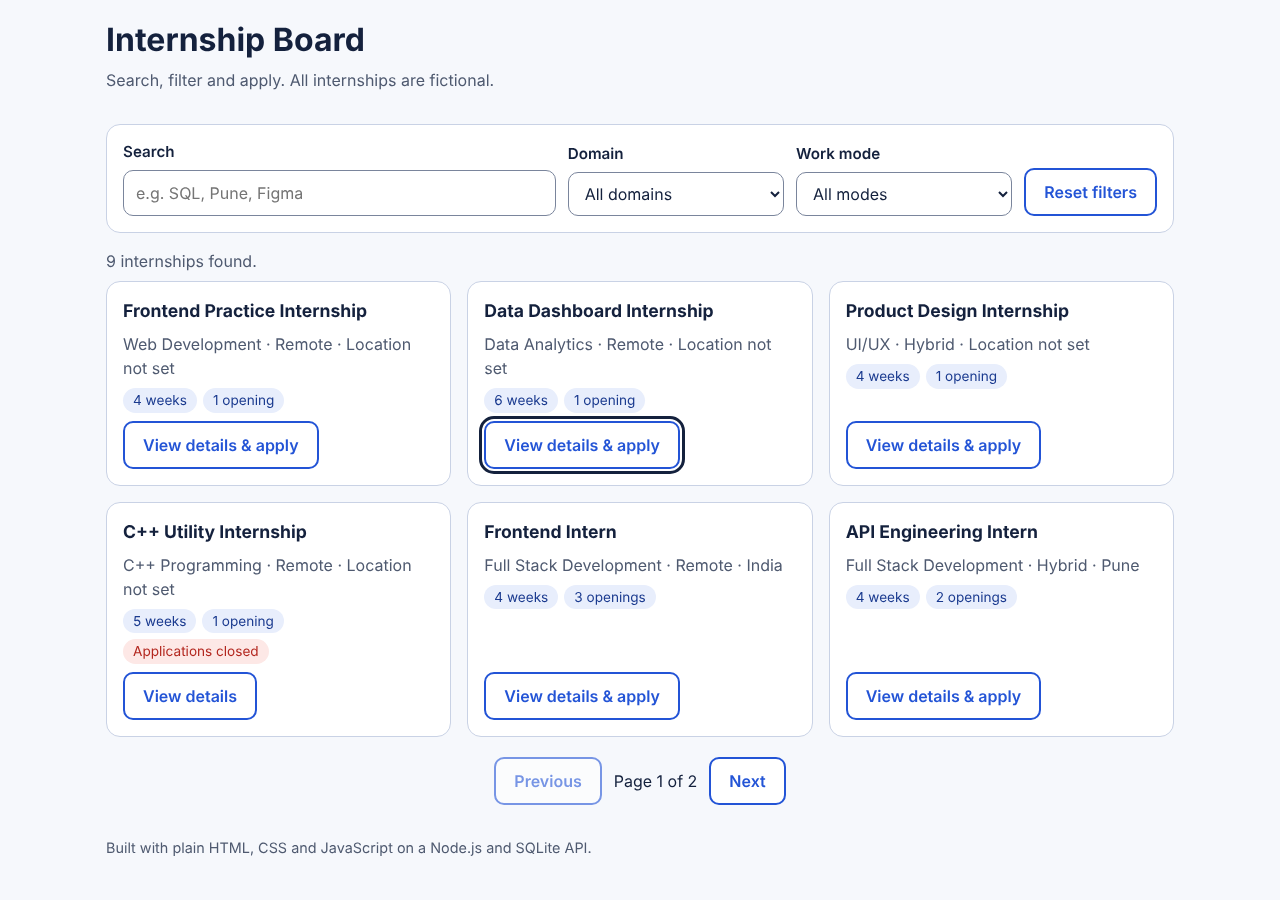 Internship Board
Search, filter and apply. All internships are fictional.
Search
Domain
Work mode
e.g. SQL, Pune, Figma
All domains
All modes
Reset filters
9 internships found.
Frontend Practice Internship
Web Development · Remote · Location
not set
4 weeks
1 opening
View details & apply
Data Dashboard Internship
Data Analytics · Remote · Location not
set
6 weeks
1 opening
View details & apply
Product Design Internship
UI/UX · Hybrid · Location not set
4 weeks
1 opening
View details & apply
C++ Utility Internship
C++ Programming · Remote · Location
not set
5 weeks
1 opening
Applications closed
View details
Frontend Intern
Full Stack Development · Remote · India
4 weeks
3 openings
View details & apply
API Engineering Intern
Full Stack Development · Hybrid · Pune
4 weeks
2 openings
View details & apply
Previous
Page 1 of 2
Next
Built with plain HTML, CSS and JavaScript on a Node.js and SQLite API.